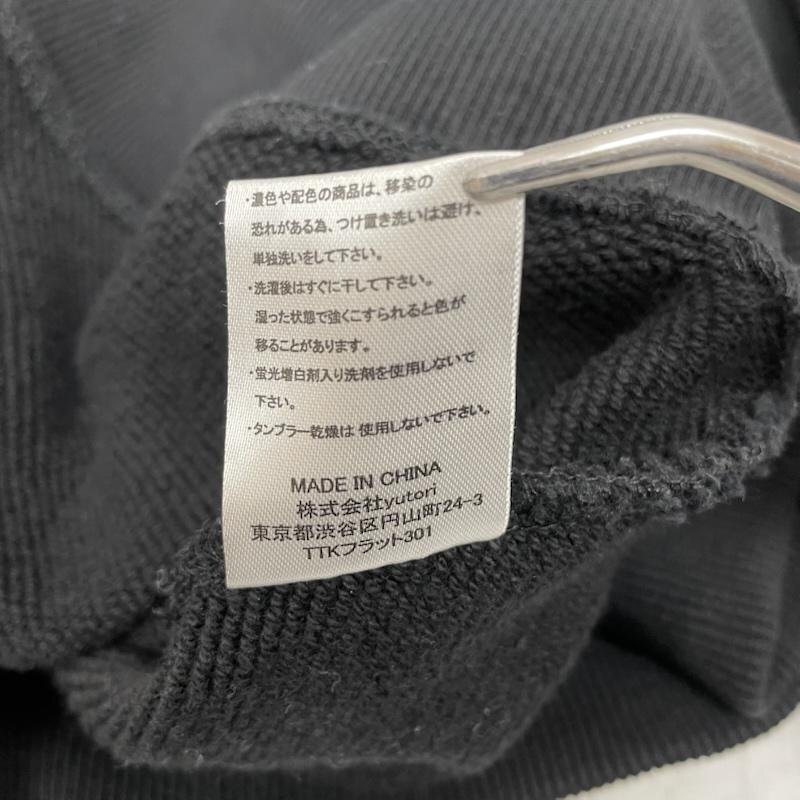 ・濃色や配色の商品は、移染の
恐れがある為、つけ置き洗いは避け、
単独洗いをして下さい。
・洗濯後はすぐに干して下さい。
湿った状態で強くこすられると色が
移ることがあります。
・蛍光増白剤入り洗剤を使用しないで
下さい。
・タンブラー乾燥は 使用しないで下さい。
MADE IN CHINA
株式会社yutori
東京都渋谷区円山町24-3
TTKフラット301